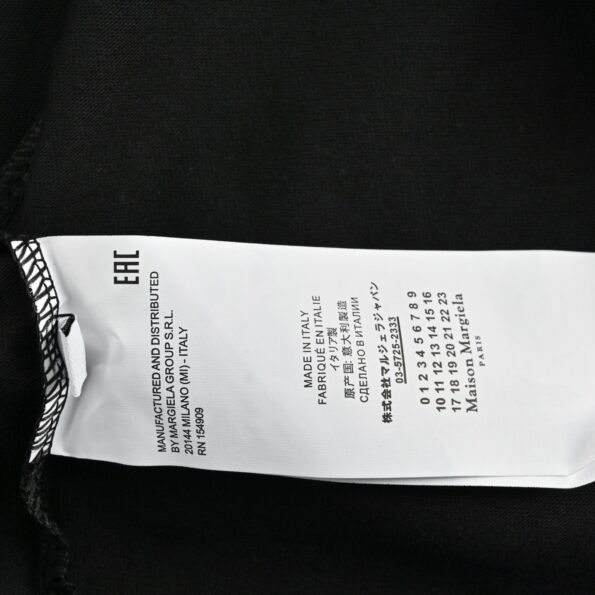 EAC
MANUFACTURED AND DISTRIBUTED
BY MARGIELA GROUP S.R.L.
20144 MILANO (MI) - ITALY
RN 154909
MADE IN ITALY
FABRIQUÉ EN ITALIE
イタリア製
原产国: 意大利製造
СДЕЛАНО В ИТАЛИИ
株式会社マルジェラジャパン
03-5725-2333
0 1 2 3 4 5 6 7 8 9
10 11 12 13 14 15 16
17 18 19 20 21 22 23
Maison Margiela
PARIS